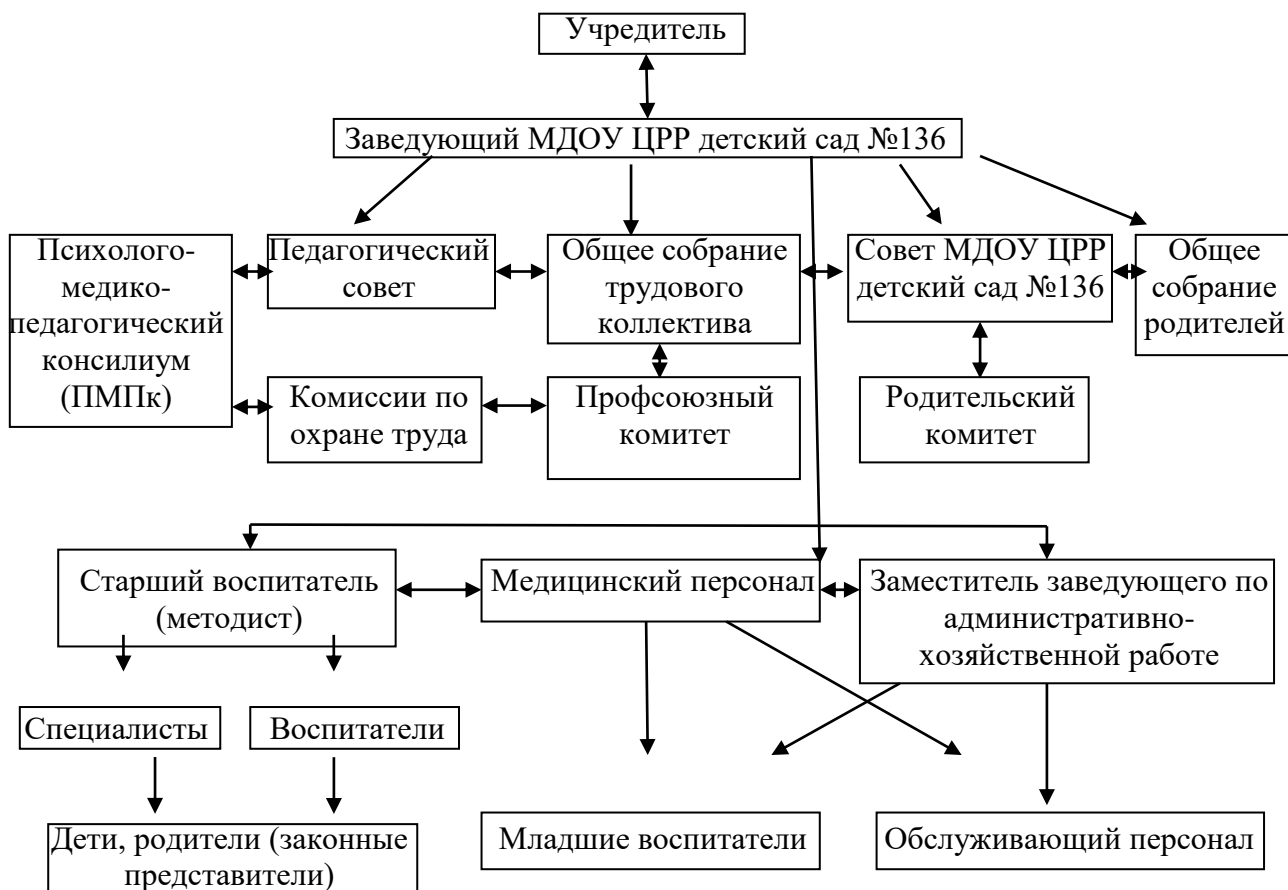 Учредитель
Заведующий МДОУ ЦРР детский сад №136
Психолого-
медико-
педагогический
консилиум
(ПМПк)
Педагогический
совет
Общее собрание
трудового
коллектива
Совет МДОУ ЦРР
детский сад №136
Общее
собрание
родителей
Комиссии по
охране труда
Профсоюзный
комитет
Родительский
комитет
Старший воспитатель
(методист)
Медицинский персонал
Заместитель заведующего по
административно-
хозяйственной работе
Специалисты
Воспитатели
Дети, родители (законные
представители)
Младшие воспитатели
Обслуживающий персонал